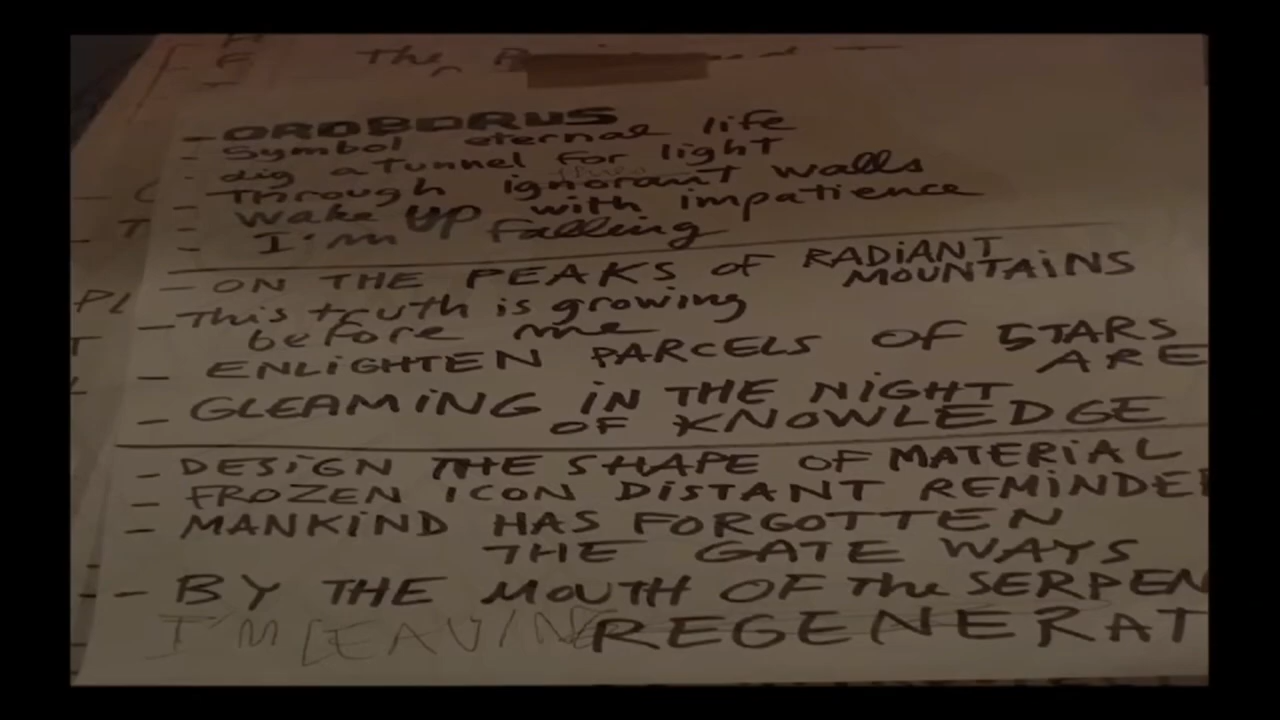 The
- OROBORUS
- Symbol eternal life
- dig a tunnel for light
- Through ignorant walls
- wake UP with impatience
- I'm falling
- ON THE PEAKS OF RADIANT
MOUNTAINS
- This truth is growing
before me
- ENLIGHTEN PARCELS OF STARS
ARE
- GLEAMING IN THE NIGHT
OF KNOWLEDGE
- DESIGN THE SHAPE OF MATERIAL
- FROZEN ICON DISTANT REMINDE
- MANKIND HAS FORGOTTEN
THE GATE WAYS
- BY THE MOUTH OF The SERPEN
I'M LEAVING REGENERAT